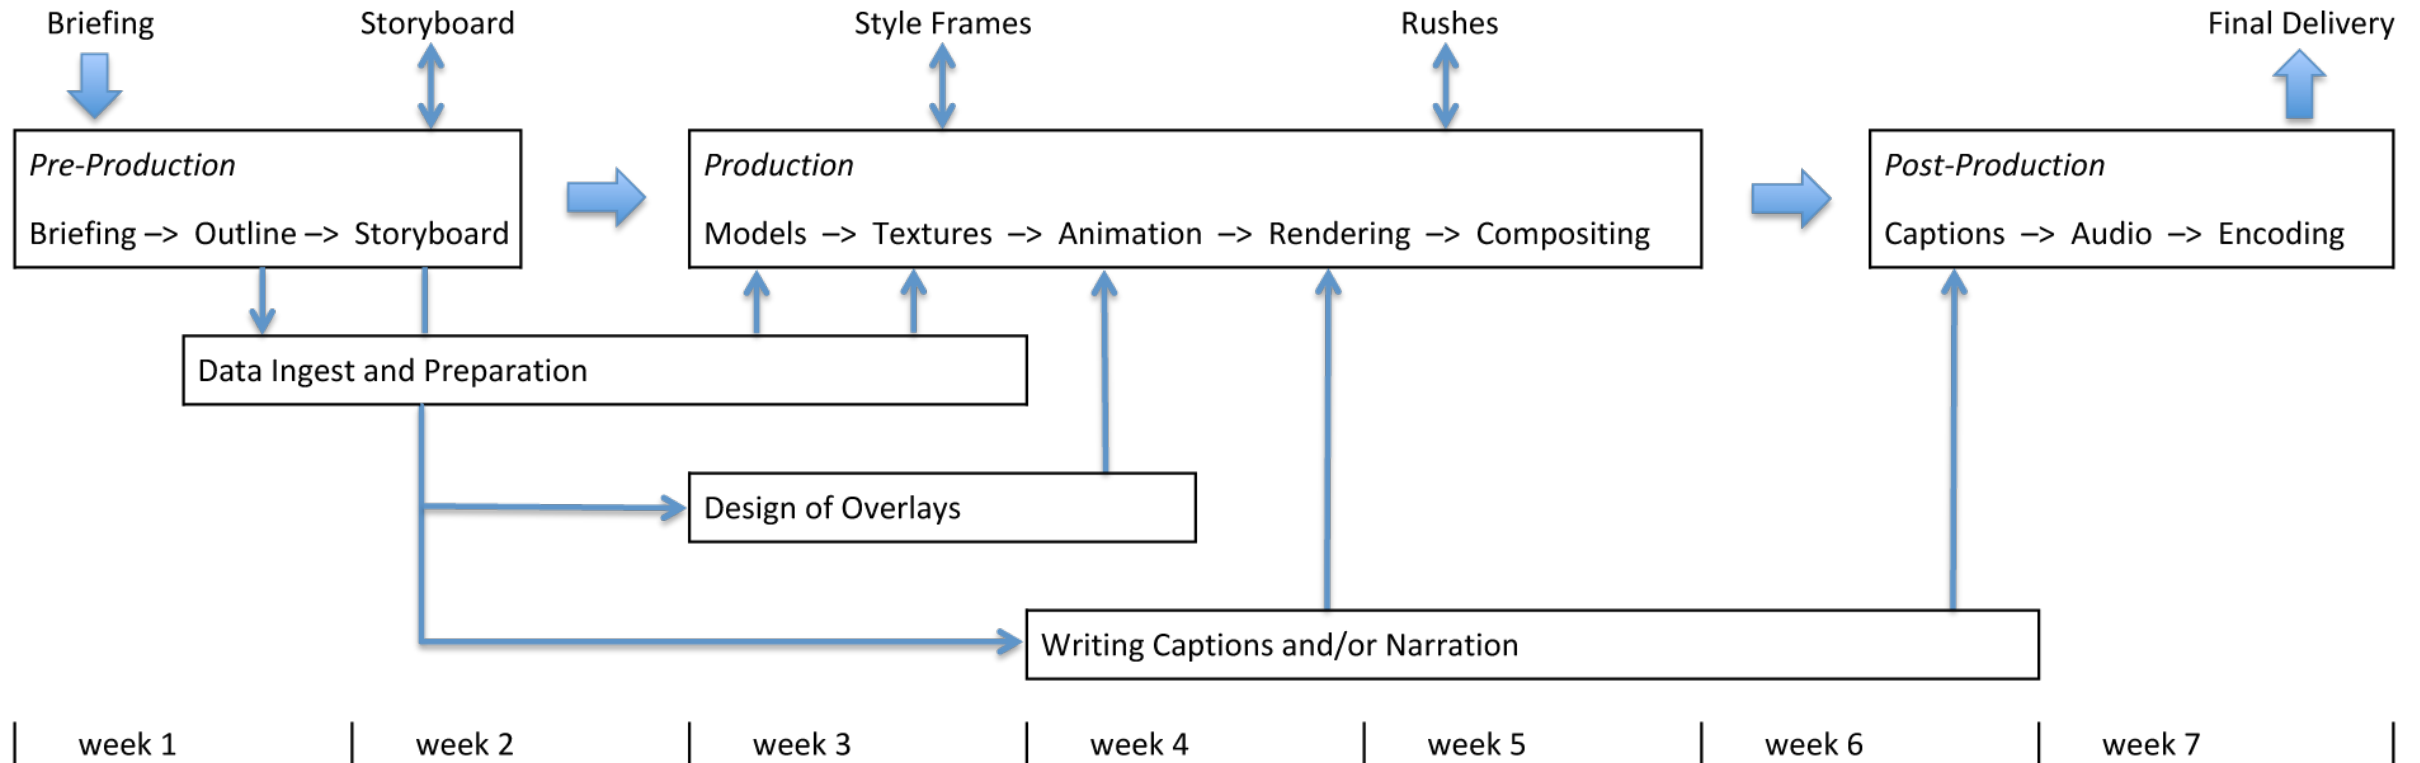 Briefing
Storyboard
Style Frames
Rushes
Final Delivery
Pre-Production
Briefing –> Outline –> Storyboard
Production
Models –> Textures –> Animation –> Rendering –> Compositing
Post-Production
Captions –> Audio –> Encoding
Data Ingest and Preparation
Design of Overlays
Writing Captions and/or Narration
week 1
week 2
week 3
week 4
week 5
week 6
week 7